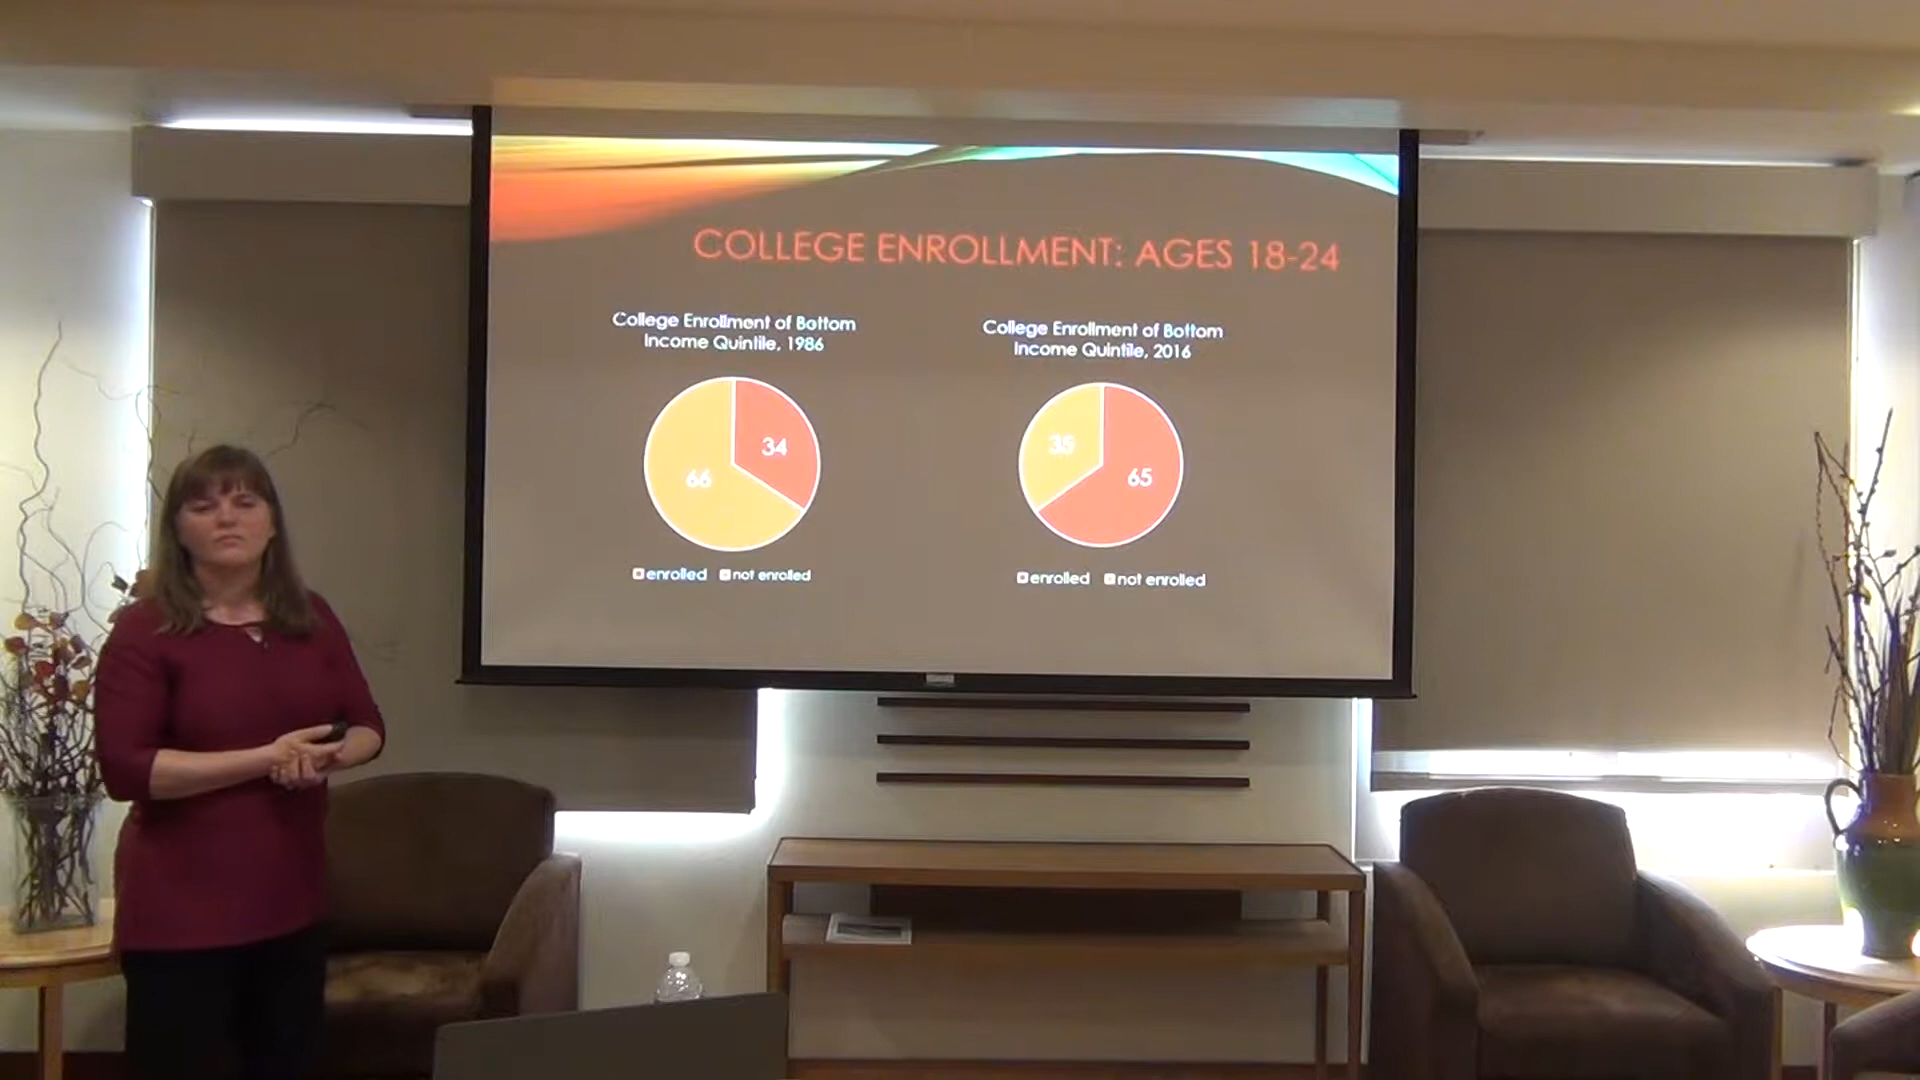 COLLEGE ENROLLMENT: AGES 18-24
College Enrollment of Bottom
Income Quintile, 1986
34
66
enrolled not enrolled
College Enrollment of Bottom
Income Quintile, 2016
35
65
enrolled not enrolled